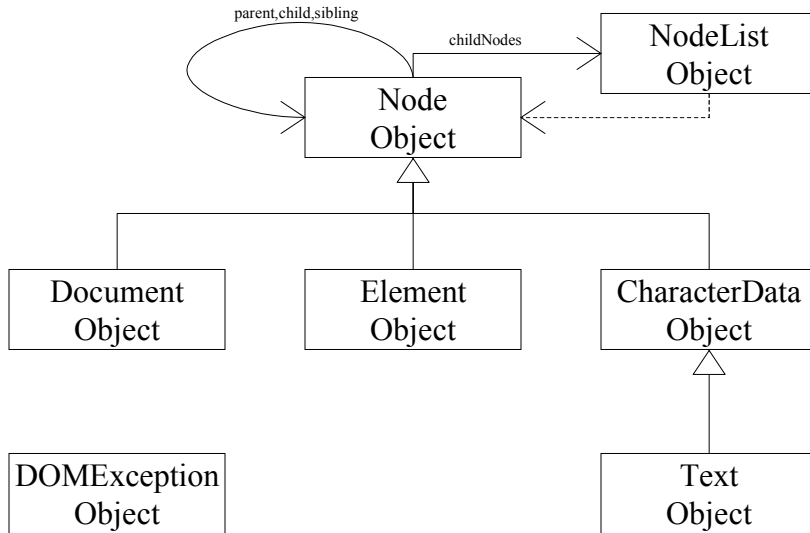 parent,child,sibling
childNodes
NodeList
Object
Node
Object
Document
Object
Element
Object
CharacterData
Object
DOMException
Object
Text
Object